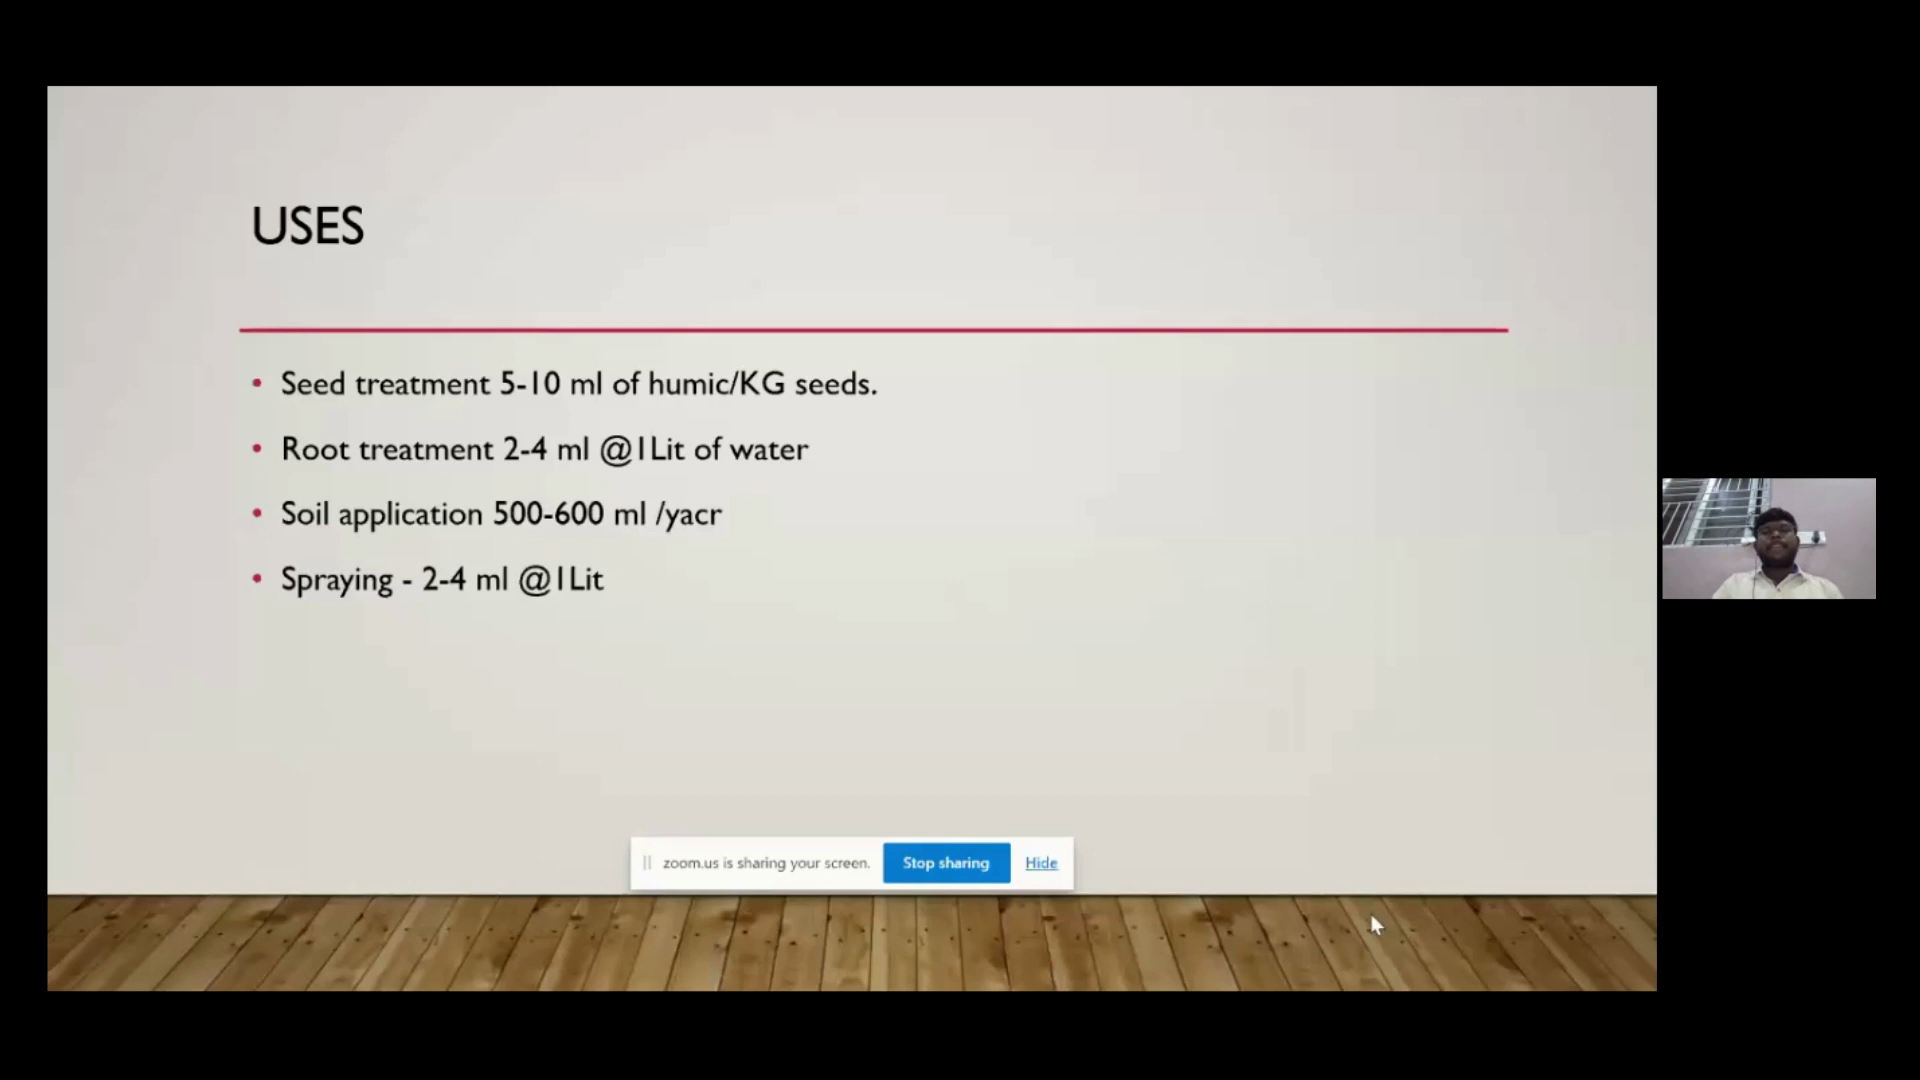 USES
• Seed treatment 5-10 ml of humic/KG seeds.
• Root treatment 2-4 ml @1Lit of water
• Soil application 500-600 ml /yacr
• Spraying - 2-4 ml @1Lit
zoom.us is sharing your screen. Stop sharing Hide